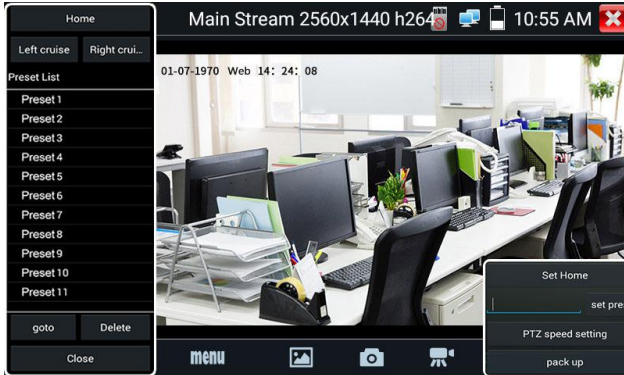 Home
Main Stream 2560x1440 h264
10:55 AM
Left cruise
Right crui...
Preset List
01-07-1970 Web 14: 24: 08
Preset 1
Preset 2
Preset 3
Preset 4
Preset 5
Preset 6
Preset 7
Preset 8
Preset 9
Preset 10
Preset 11
Set Home
set pre
PTZ speed setting
goto
Delete
Close
menu
pack up